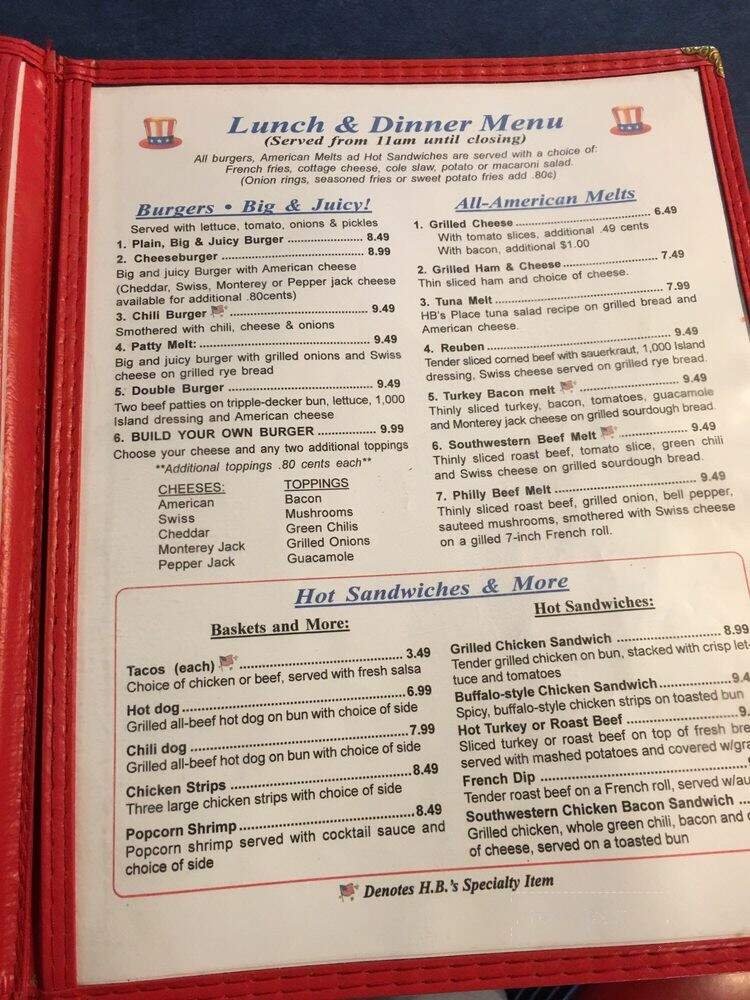 Lunch & Dinner Menu
(Served from 11am until closing)
All burgers, American Melts ad Hot Sandwiches are served with a choice of:
French fries, cottage cheese, cole slaw, potato or macaroni salad.
(Onion rings, seasoned fries or sweet potato fries add .80¢)
Burgers • Big & Juicy!
Served with lettuce, tomato, onions & pickles
1. Plain, Big & Juicy Burger ................... 8.49
2. Cheeseburger ................................... 8.99
Big and juicy Burger with American cheese
(Cheddar, Swiss, Monterey or Pepper jack cheese
available for additional .80cents)
3. Chili Burger ................................... 9.49
Smothered with chili, cheese & onions
4. Patty Melt: ....................................... 9.49
Big and juicy burger with grilled onions and Swiss
cheese on grilled rye bread
5. Double Burger ................................... 9.49
Two beef patties on tripple-decker bun, lettuce, 1,000
Island dressing and American cheese
6. BUILD YOUR OWN BURGER .............. 9.99
Choose your cheese and any two additional toppings
**Additional toppings .80 cents each**
CHEESES:
American
Swiss
Cheddar
Monterey Jack
Pepper Jack
TOPPINGS
Bacon
Mushrooms
Green Chilis
Grilled Onions
Guacamole
All-American Melts
1. Grilled Cheese ................................... 6.49
With tomato slices, additional .49 cents
With bacon, additional $1.00
2. Grilled Ham & Cheese........................ 7.49
Thin sliced ham and choice of cheese.
3. Tuna Melt ........................................ 7.99
HB's Place tuna salad recipe on grilled bread and
American cheese.
4. Reuben ............................................. 9.49
Tender sliced corned beef with sauerkraut, 1,000 Island
dressing, Swiss cheese served on grilled rye bread.
5. Turkey Bacon melt ........................... 9.49
Thinly sliced turkey, bacon, tomatoes, guacamole
and Monterey jack cheese on grilled sourdough bread.
6. Southwestern Beef Melt .................. 9.49
Thinly sliced roast beef, tomato slice, green chili
and Swiss cheese on grilled sourdough bread.
7. Philly Beef Melt ................................ 9.49
Thinly sliced roast beef, grilled onion, bell pepper,
sauteed mushrooms, smothered with Swiss cheese
on a gilled 7-inch French roll.
Hot Sandwiches & More
Baskets and More:
Tacos (each) .................................... 3.49
Choice of chicken or beef, served with fresh salsa
Hot dog ................................................ 6.99
Grilled all-beef hot dog on bun with choice of side
Chili dog .............................................. 7.99
Grilled all-beef hot dog on bun with choice of side
Chicken Strips ...................................... 8.49
Three large chicken strips with choice of side
Popcorn Shrimp .................................... 8.49
Popcorn shrimp served with cocktail sauce and
choice of side
Hot Sandwiches:
Grilled Chicken Sandwich ..................... 8.99
Tender grilled chicken on bun, stacked with crisp let-
tuce and tomatoes
Buffalo-style Chicken Sandwich................ 9.4
Spicy, buffalo-style chicken strips on toasted bun
Hot Turkey or Roast Beef ....................... 9.
Sliced turkey or roast beef on top of fresh
served with mashed potatoes and covered
French Dip ..........................................
Tender roast beef on a French roll, served
Southwestern Chicken Bacon Sandwich ...
Grilled chicken, whole green chili, bacon and
of cheese, served on a toasted bun
Denotes H.B.'s Specialty Item